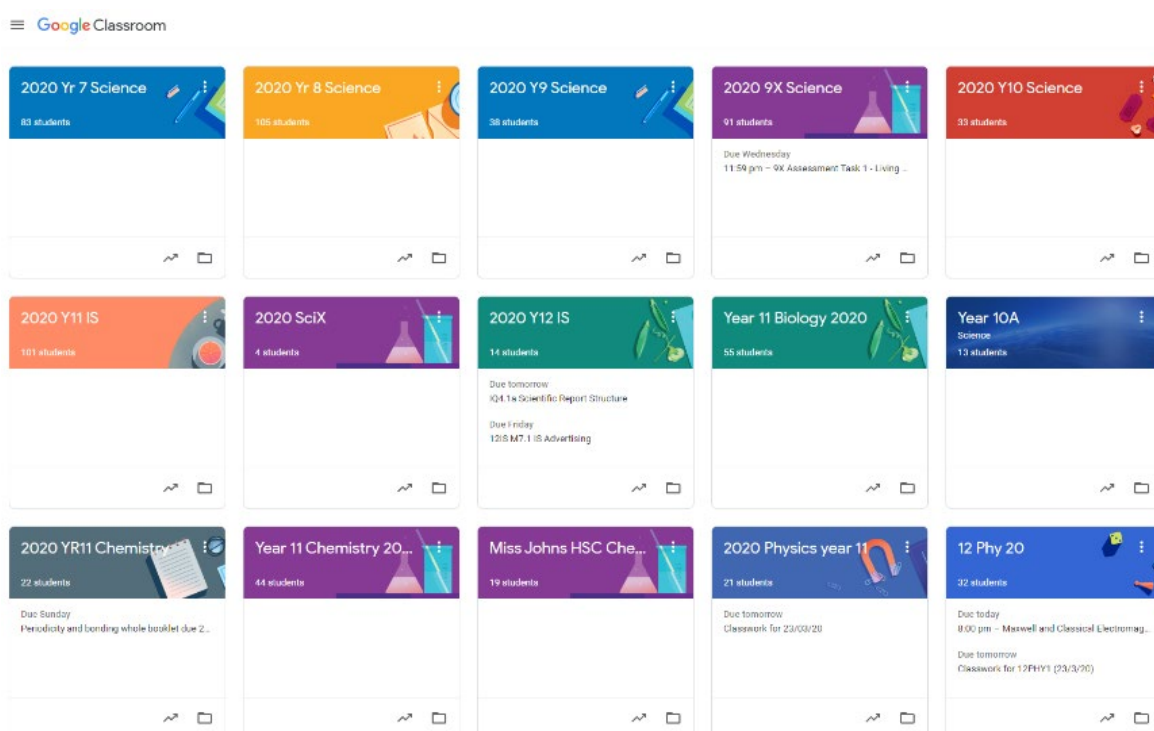 Google Classroom
2020 Yr 7 Science
83 students
2020 Yr 8 Science
105 students
2020 Y9 Science
38 students
2020 9X Science
91 students
Due Wednesday
11:59 pm – 9X Assessment Task 1 - Living ...
2020 Y10 Science
33 students
2020 Y11 IS
101 students
2020 SciX
4 students
2020 Y12 IS
14 students
Due tomorrow
IQ4.1a Scientific Report Structure
Due Friday
12IS M7.1 IS Advertising
Year 11 Biology 2020
55 students
Year 10A
Science
13 students
2020 YR11 Chemistry
22 students
Due Sunday
Periodicity and bonding whole booklet due 2...
Year 11 Chemistry 20...
44 students
Miss Johns HSC Che...
19 students
2020 Physics year 11
21 students
Due tomorrow
Classwork for 23/03/20
12 Phy 20
32 students
Due today
8:00 pm – Maxwell and Classical Electromag...
Due tomorrow
Classwork for 12PHY1 (23/3/20)